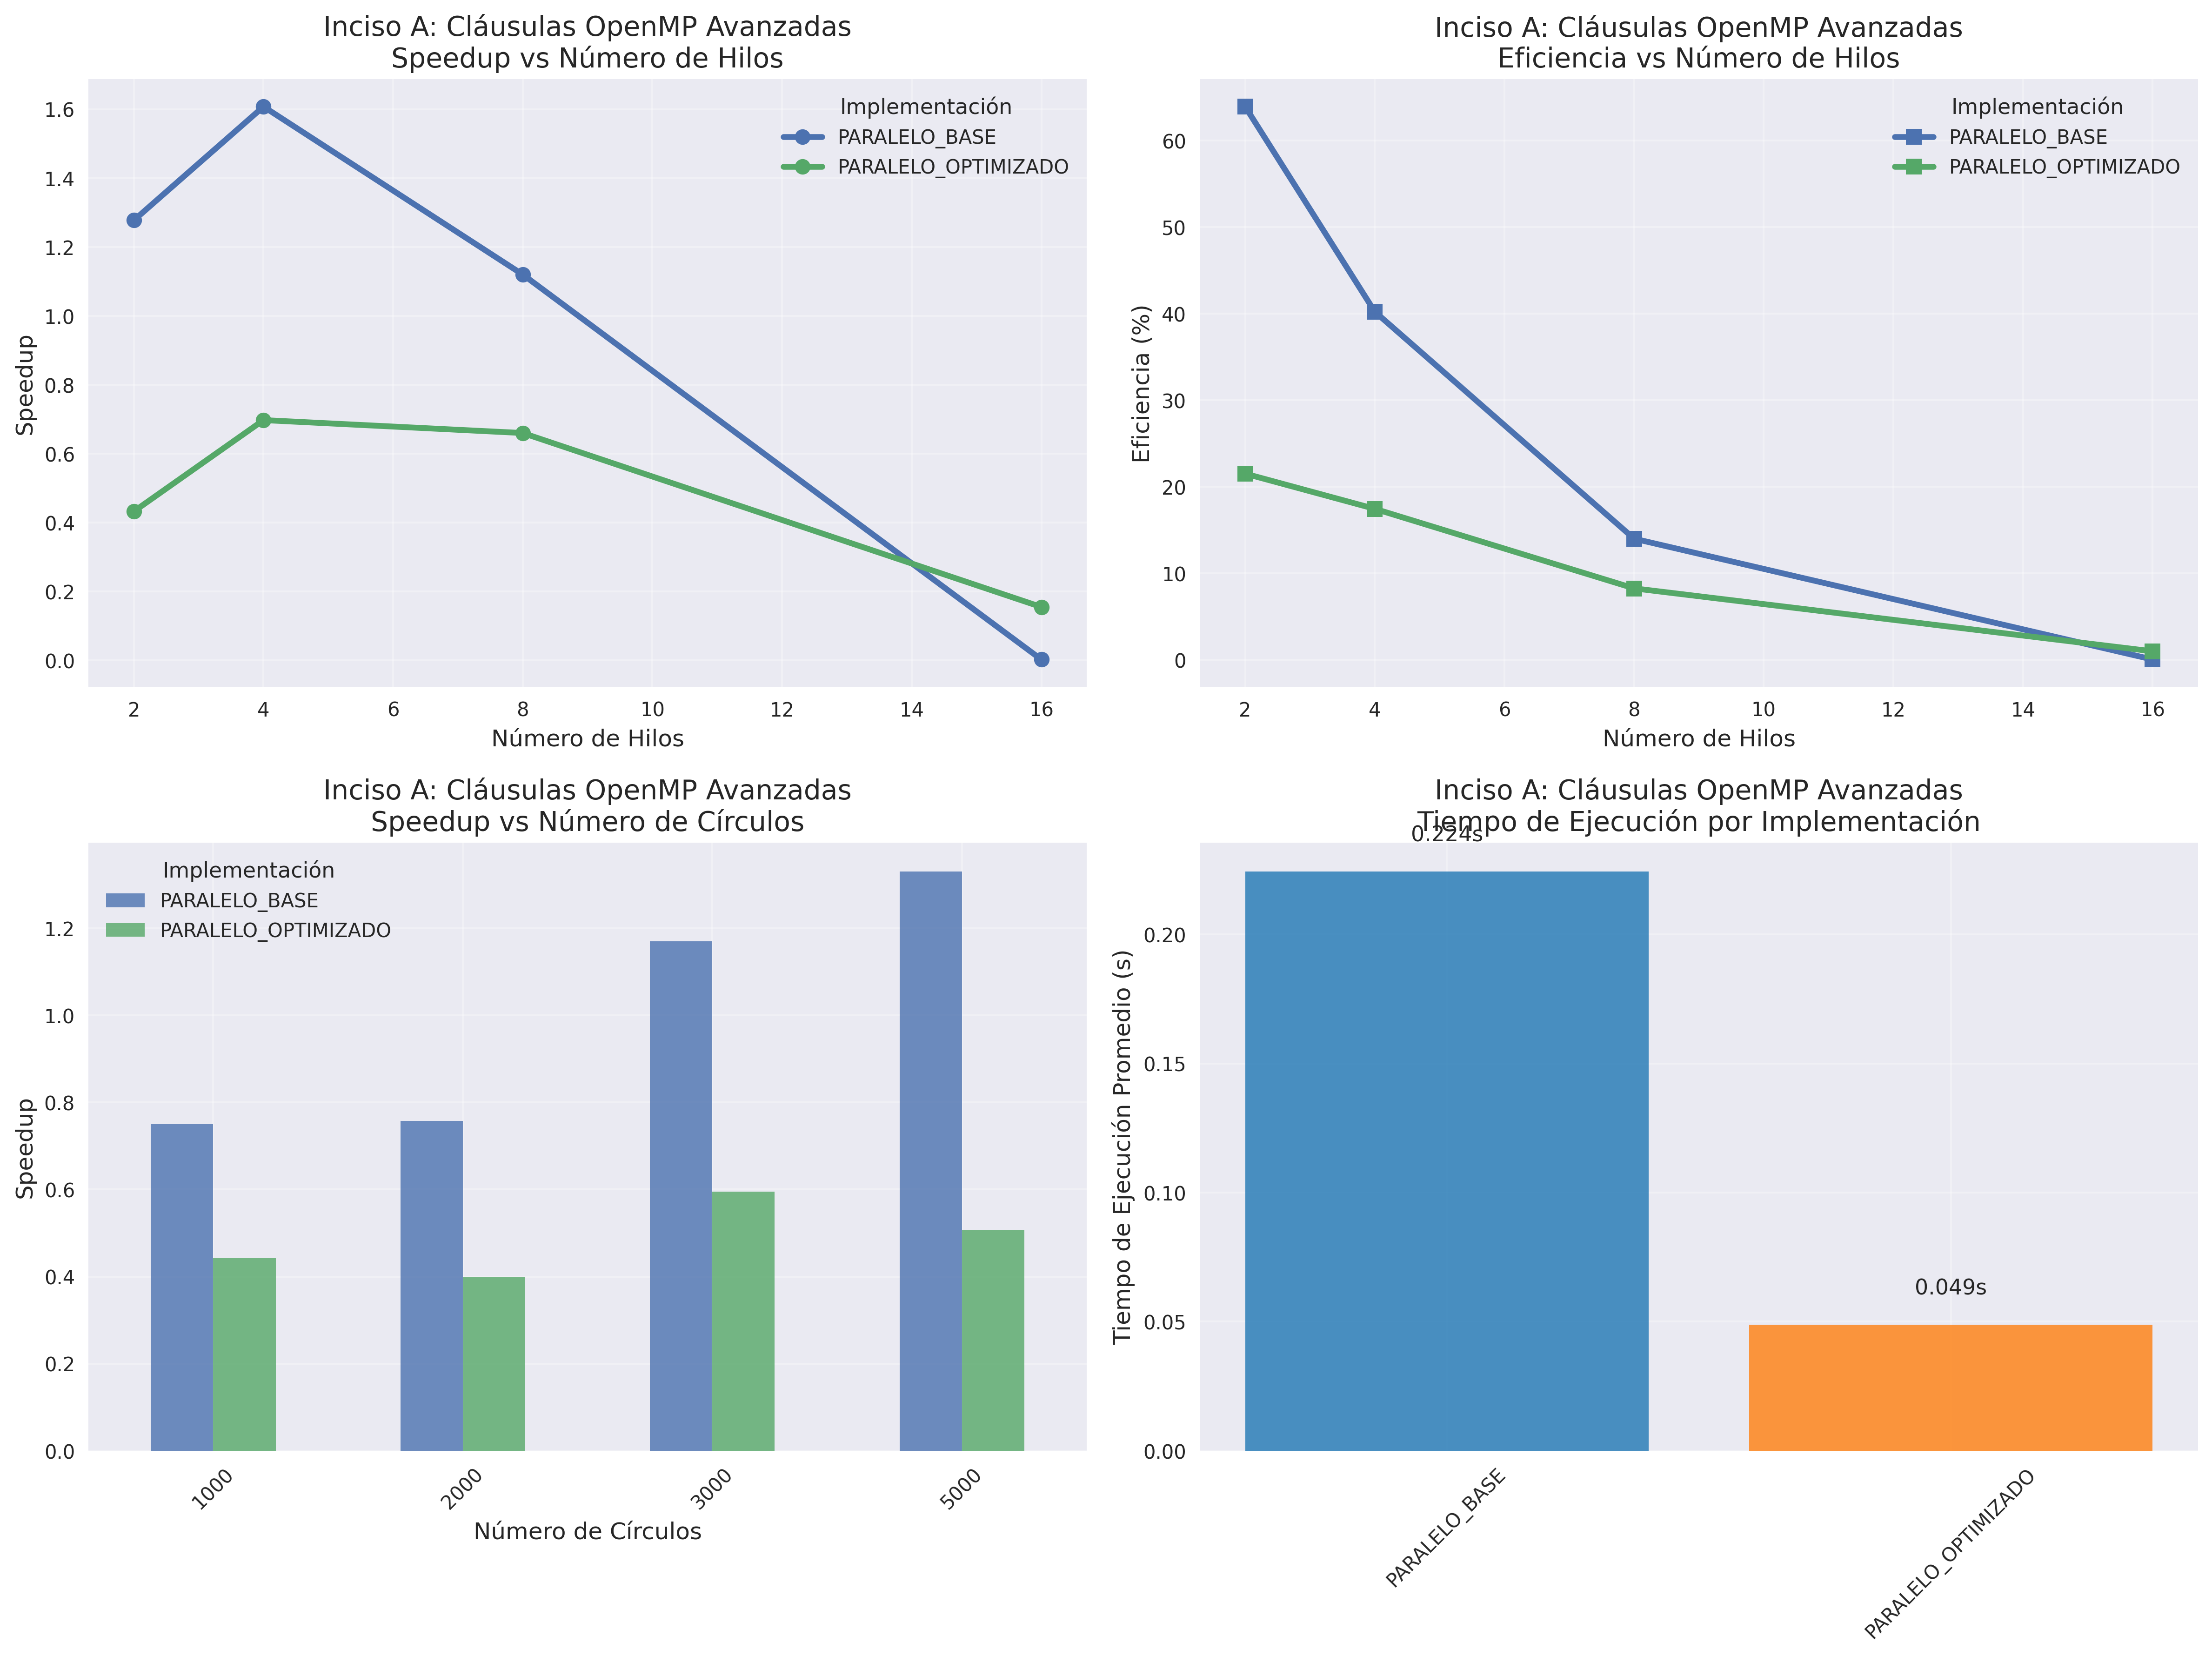 Inciso A: Cláusulas OpenMP Avanzadas
Speedup vs Número de Hilos
Implementación
PARALELO_BASE
PARALELO_OPTIMIZADO
Speedup
1.6
1.4
1.2
1.0
0.8
0.6
0.4
0.2
0.0
2 4 6 8 10 12 14 16
Número de Hilos
Inciso A: Cláusulas OpenMP Avanzadas
Eficiencia vs Número de Hilos
Implementación
PARALELO_BASE
PARALELO_OPTIMIZADO
Eficiencia (%)
60
50
40
30
20
10
0
2 4 6 8 10 12 14 16
Número de Hilos
Inciso A: Cláusulas OpenMP Avanzadas
Speedup vs Número de Círculos
Implementación
PARALELO_BASE
PARALELO_OPTIMIZADO
Speedup
1.2
1.0
0.8
0.6
0.4
0.2
0.0
1000 2000 3000 5000
Número de Círculos
Inciso A: Cláusulas OpenMP Avanzadas
Tiempo de Ejecución por Implementación
0.224s
0.049s
Tiempo de Ejecución Promedio (s)
0.20
0.15
0.10
0.05
0.00
PARALELO_BASE
PARALELO_OPTIMIZADO